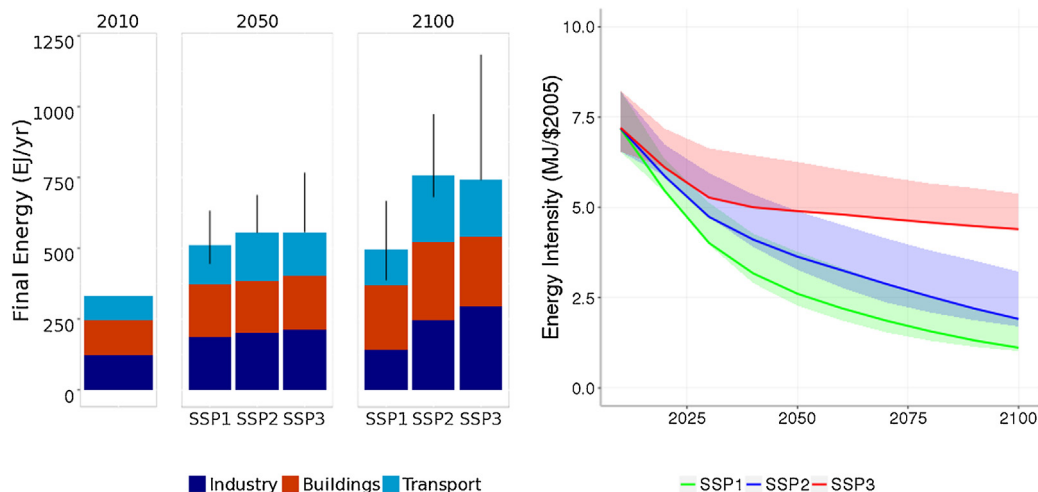 2010 2050 2100
Final Energy (EJ/yr)
1250
1000
750
500
250
0
SSP1 SSP2 SSP3 SSP1 SSP2 SSP3
Industry Buildings Transport
Energy Intensity (MJ/$2005)
10.0
7.5
5.0
2.5
0.0
2025 2050 2075 2100
SSP1 SSP2 SSP3